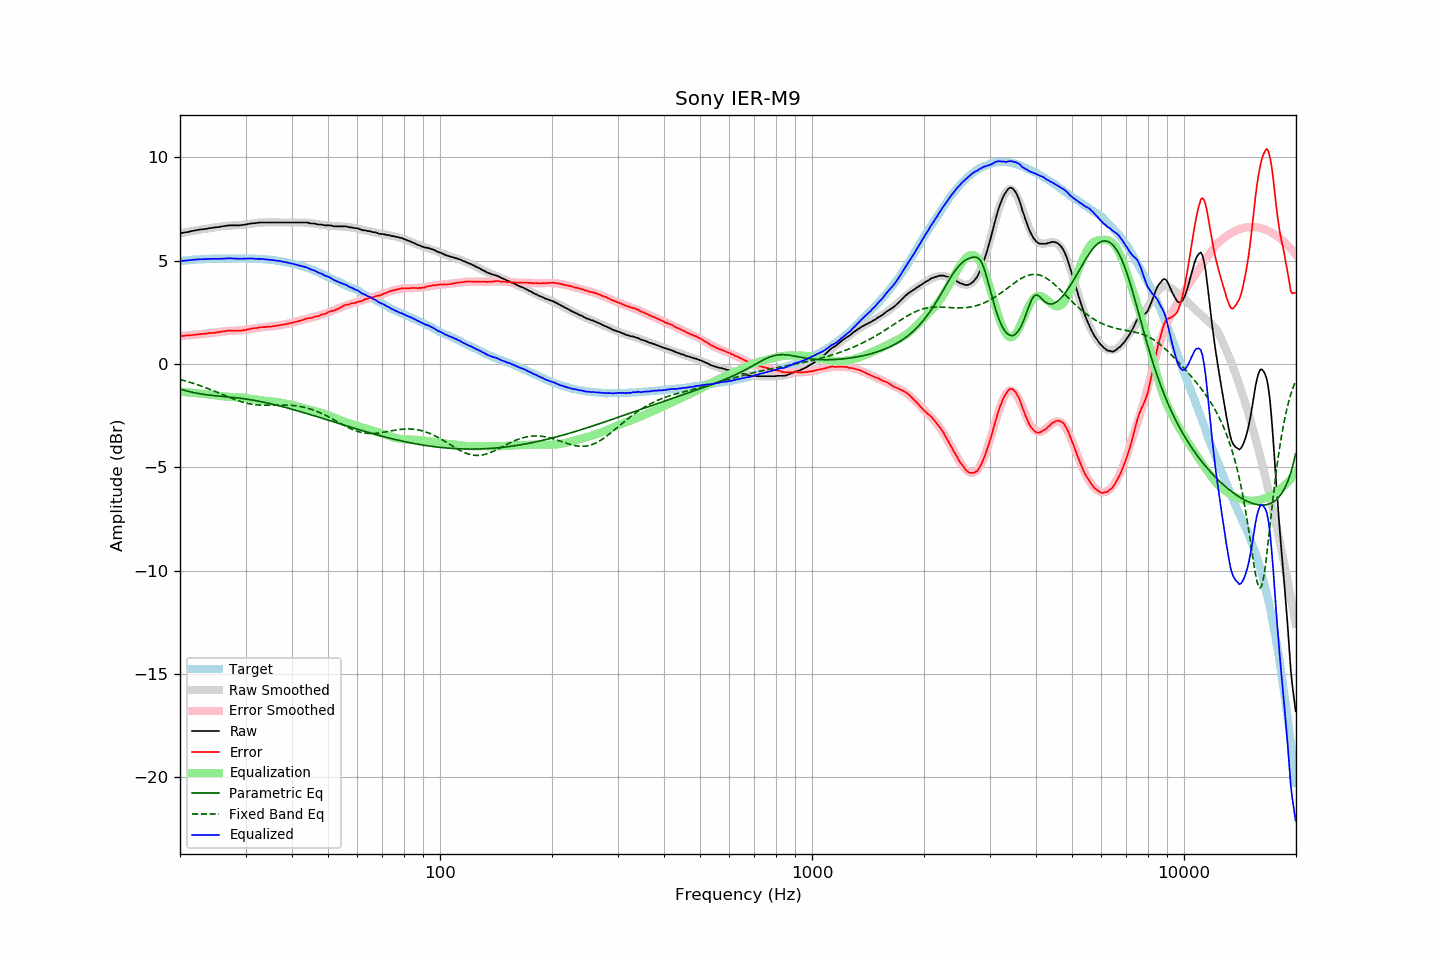 Sony IER-M9
Amplitude (dBr)
10
5
0
−5
−10
−15
−20
Target
Raw Smoothed
Error Smoothed
Raw
Error
Equalization
Parametric Eq
Fixed Band Eq
Equalized
100
1000
10000
Frequency (Hz)